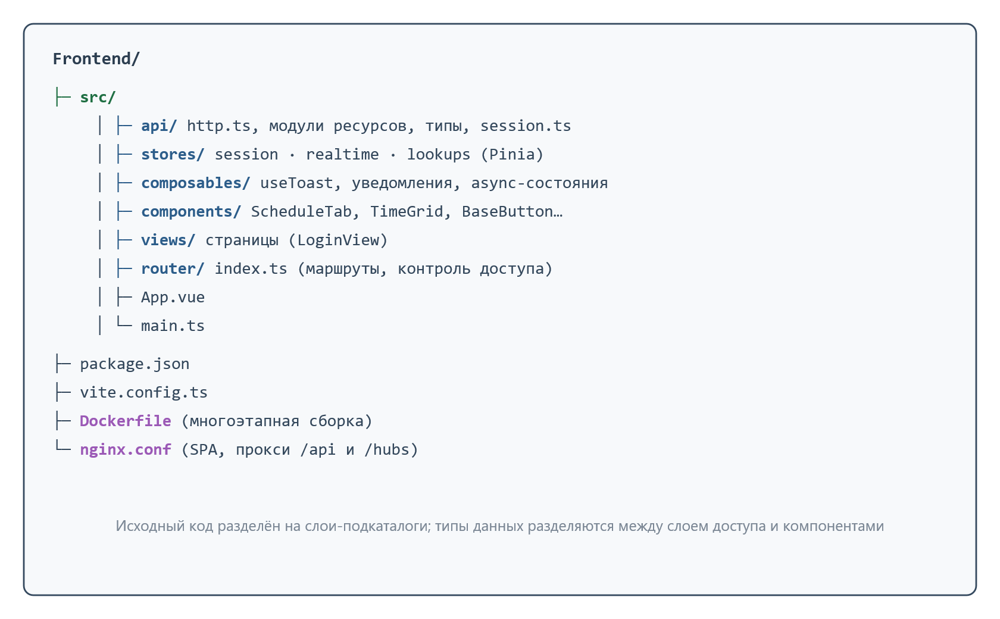 Frontend/
├─ src/
│ ├─ api/ http.ts, модули ресурсов, типы, session.ts
│ ├─ stores/ session · realtime · lookups (Pinia)
│ ├─ composables/ useToast, уведомления, async-состояния
│ ├─ components/ ScheduleTab, TimeGrid, BaseButton…
│ ├─ views/ страницы (LoginView)
│ ├─ router/ index.ts (маршруты, контроль доступа)
│ ├─ App.vue
│ └─ main.ts
├─ package.json
├─ vite.config.ts
├─ Dockerfile (многоэтапная сборка)
└─ nginx.conf (SPA, прокси /api и /hubs)
Исходный код разделён на слои-подкаталоги; типы данных разделяются между слоем доступа и компонентами